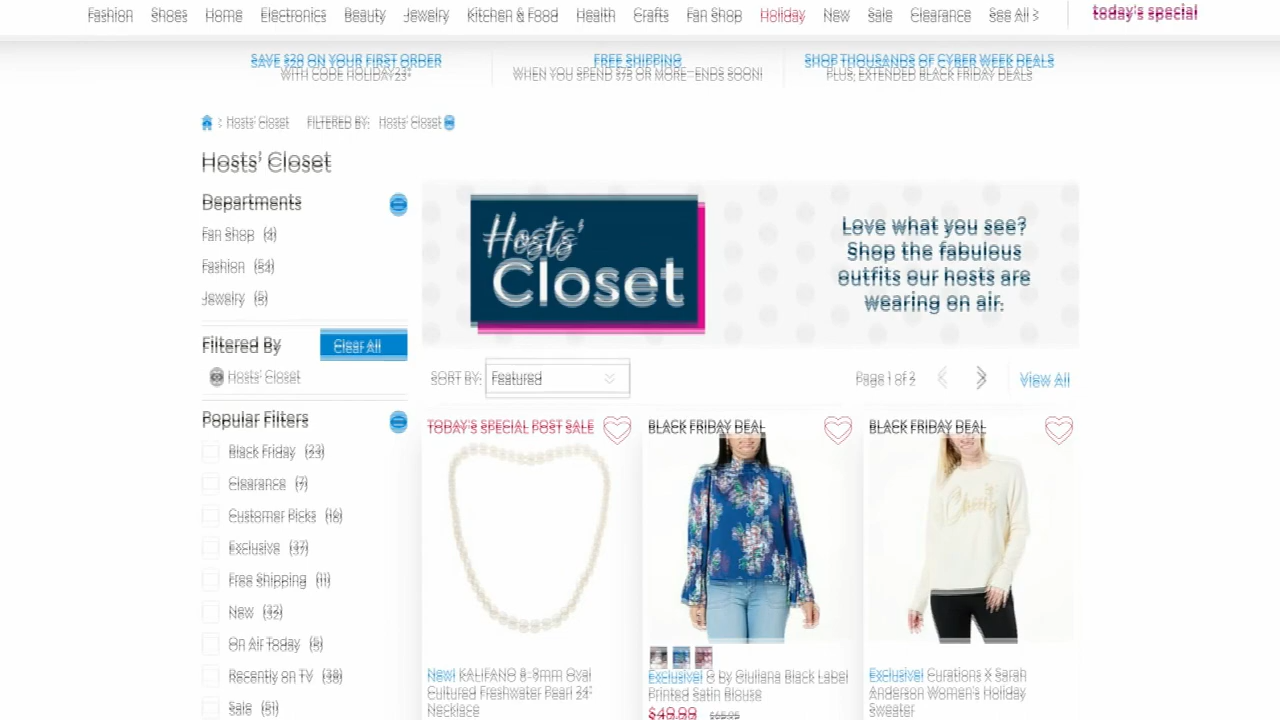 Fashion Shoes Home Electronics Beauty Jewelry Kitchen & Food Health Crafts Fan Shop Holiday New Sale Clearance See All > today's special
SAVE $20 ON YOUR FIRST ORDER
WITH CODE HOLIDAY23*
FREE SHIPPING
WHEN YOU SPEND $75 OR MORE—ENDS SOON!
SHOP THOUSANDS OF CYBER WEEK DEALS
PLUS, EXTENDED BLACK FRIDAY DEALS
> Hosts' Closet FILTERED BY: Hosts' Closet
Hosts' Closet
Departments
Fan Shop (4)
Fashion (54)
Jewelry (5)
Filtered By Clear All
Hosts' Closet
Popular Filters
Black Friday (23)
Clearance (7)
Customer Picks (16)
Exclusive (37)
Free Shipping (11)
New (32)
On Air Today (5)
Recently on TV (38)
Sale (51)
Hosts'
Closet
Love what you see?
Shop the fabulous
outfits our hosts are
wearing on air.
SORT BY: Featured
Page 1 of 2
View All
TODAY'S SPECIAL POST SALE
New! KALIFANO 8-9mm Oval
Cultured Freshwater Pearl 24"
Necklace
BLACK FRIDAY DEAL
Exclusive! G by Giuliana Black Label
Printed Satin Blouse
$49.99
BLACK FRIDAY DEAL
Exclusive! Curations X Sarah
Anderson Women's Holiday
Sweater